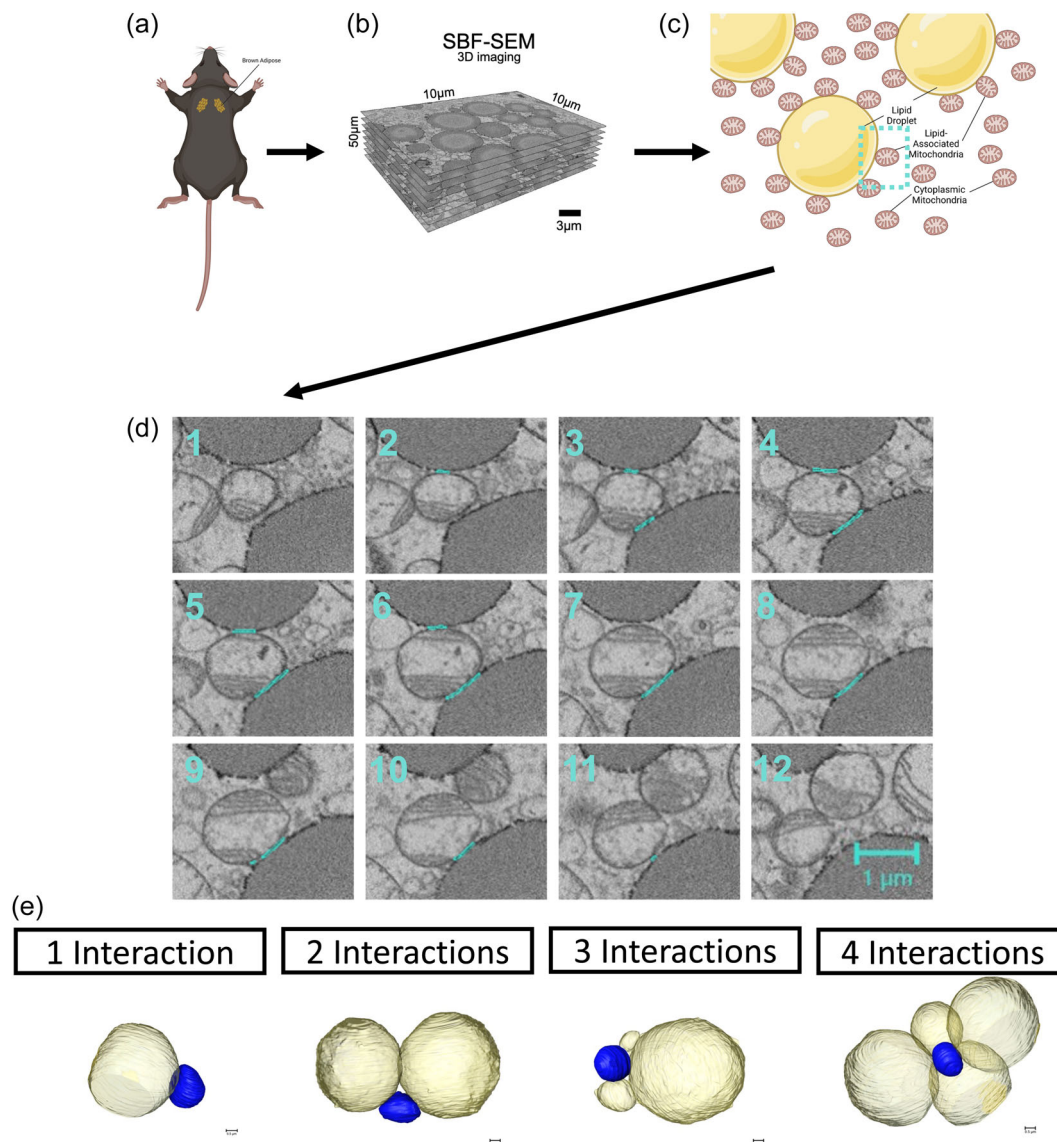 (a)
Brown Adipose
(b)
SBF-SEM
3D imaging
10µm
10µm
50µm
3µm
(c)
Lipid
Droplet
Lipid-
Associated
Mitochondria
Cytoplasmic
Mitochondria
(d)
1
2
3
4
5
6
7
8
9
10
11
12
1 µm
(e)
1 Interaction
2 Interactions
3 Interactions
4 Interactions